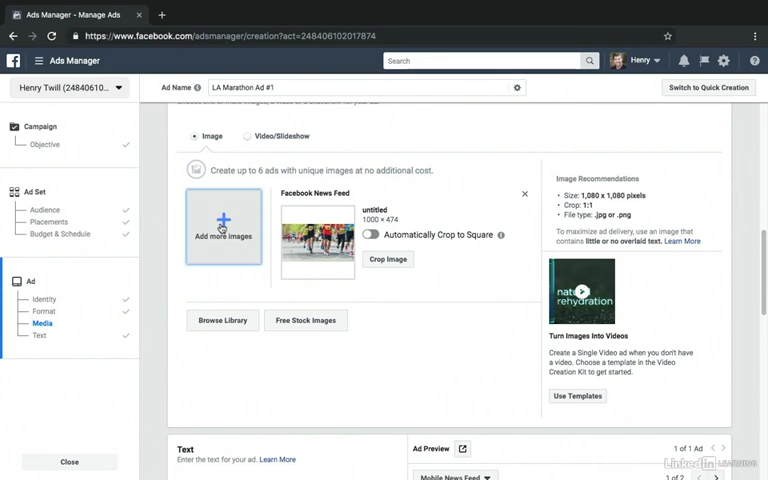 Ads Manager - Manage Ads
https://www.facebook.com/adsmanager/creation?act=248406102017874
Ads Manager
Search
Henry
Henry Twill (24840610...
Ad Name
LA Marathon Ad #1
Switch to Quick Creation
Campaign
Objective
Ad Set
Audience
Placements
Budget & Schedule
Ad
Identity
Format
Media
Text
Close
Image
Video/Slideshow
Create up to 6 ads with unique images at no additional cost.
Add more images
Facebook News Feed
untitled
1000 × 474
Automatically Crop to Square
Crop Image
Browse Library
Free Stock Images
Image Recommendations
• Size: 1,080 x 1,080 pixels
• Crop: 1:1
• File type: .jpg or .png
To maximize ad delivery, use an image that
contains little or no overlaid text. Learn More
rehydration
Turn Images Into Videos
Create a Single Video ad when you don't have
a video. Choose a template in the Video
Creation Kit to get started.
Use Templates
Text
Enter the text for your ad. Learn More
Ad Preview
1 of 1 Ad
Mobile News Feed
1 of 2
LinkedIn LEARNING